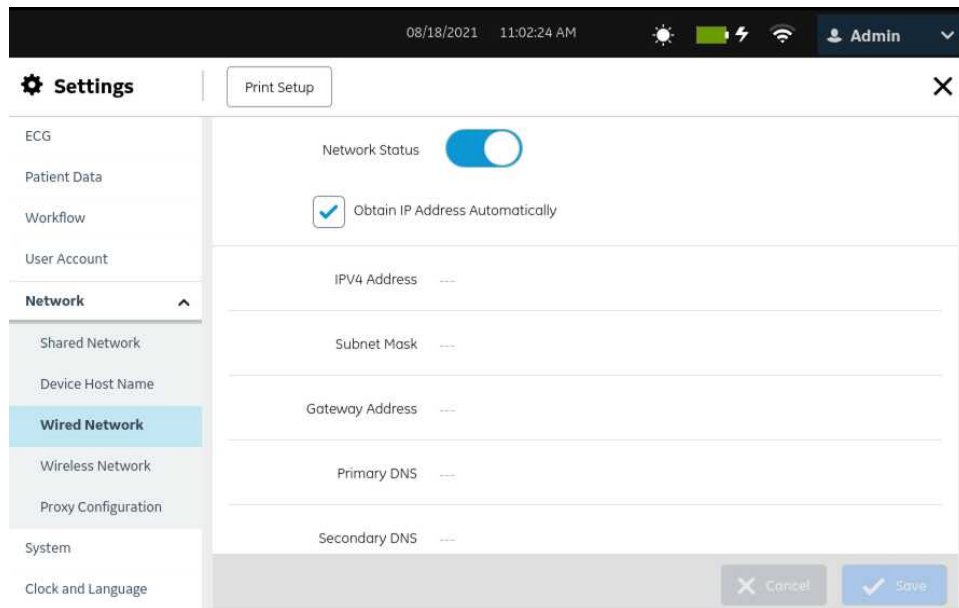 08/18/2021 11:02:24 AM Admin
Settings Print Setup
ECG
Patient Data
Workflow
User Account
Network
Shared Network
Device Host Name
Wired Network
Wireless Network
Proxy Configuration
System
Clock and Language
Network Status
Obtain IP Address Automatically
IPV4 Address ---
Subnet Mask ---
Gateway Address ---
Primary DNS ---
Secondary DNS ---
Cancel Save